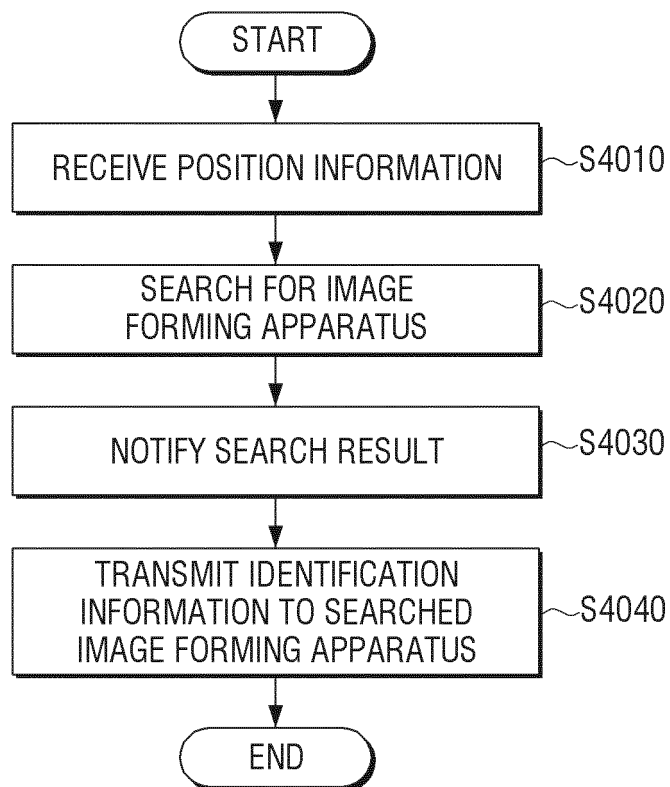 START
RECEIVE POSITION INFORMATION
S4010
SEARCH FOR IMAGE
FORMING APPARATUS
S4020
NOTIFY SEARCH RESULT
S4030
TRANSMIT IDENTIFICATION
INFORMATION TO SEARCHED
IMAGE FORMING APPARATUS
S4040
END